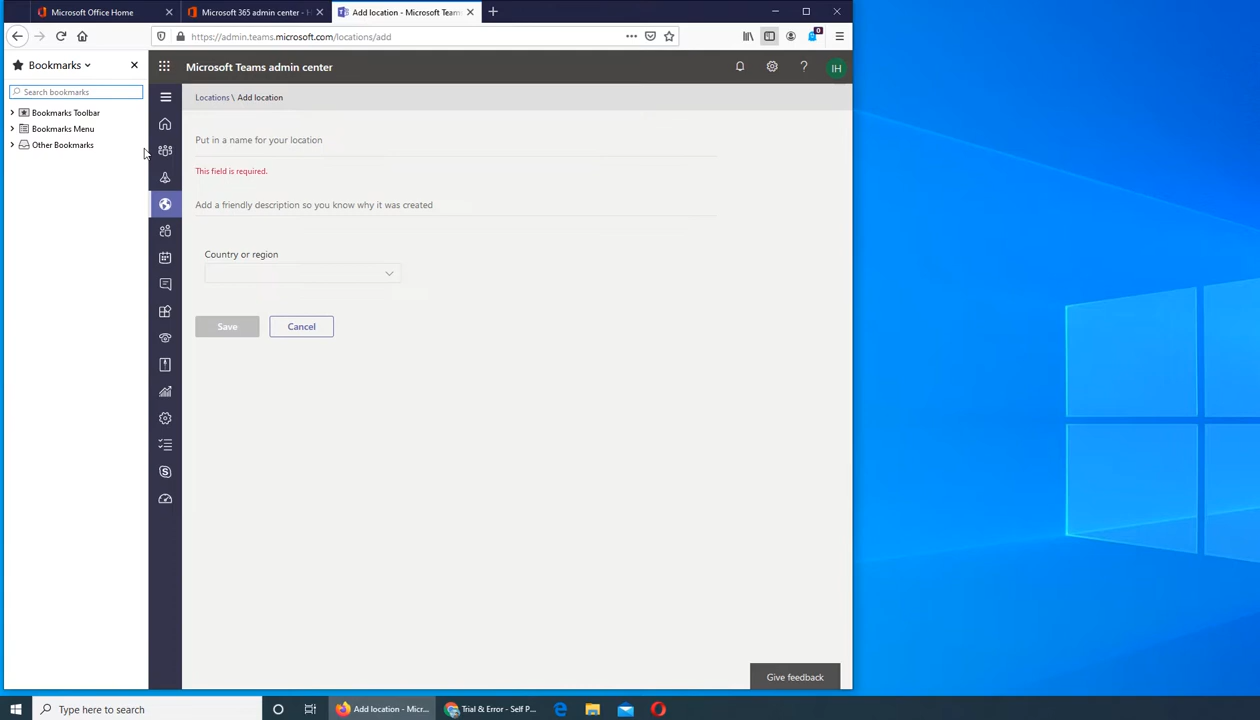 Microsoft Office Home
Microsoft 365 admin center - H
Add location - Microsoft Teams
https://admin.teams.microsoft.com/locations/add
0
Bookmarks
Search bookmarks
Bookmarks Toolbar
Bookmarks Menu
Other Bookmarks
Microsoft Teams admin center
IH
Locations \ Add location
Put in a name for your location
This field is required.
Add a friendly description so you know why it was created
Country or region
Save
Cancel
Give feedback
Type here to search
Add location - Micr...
Trial & Error - Self P...